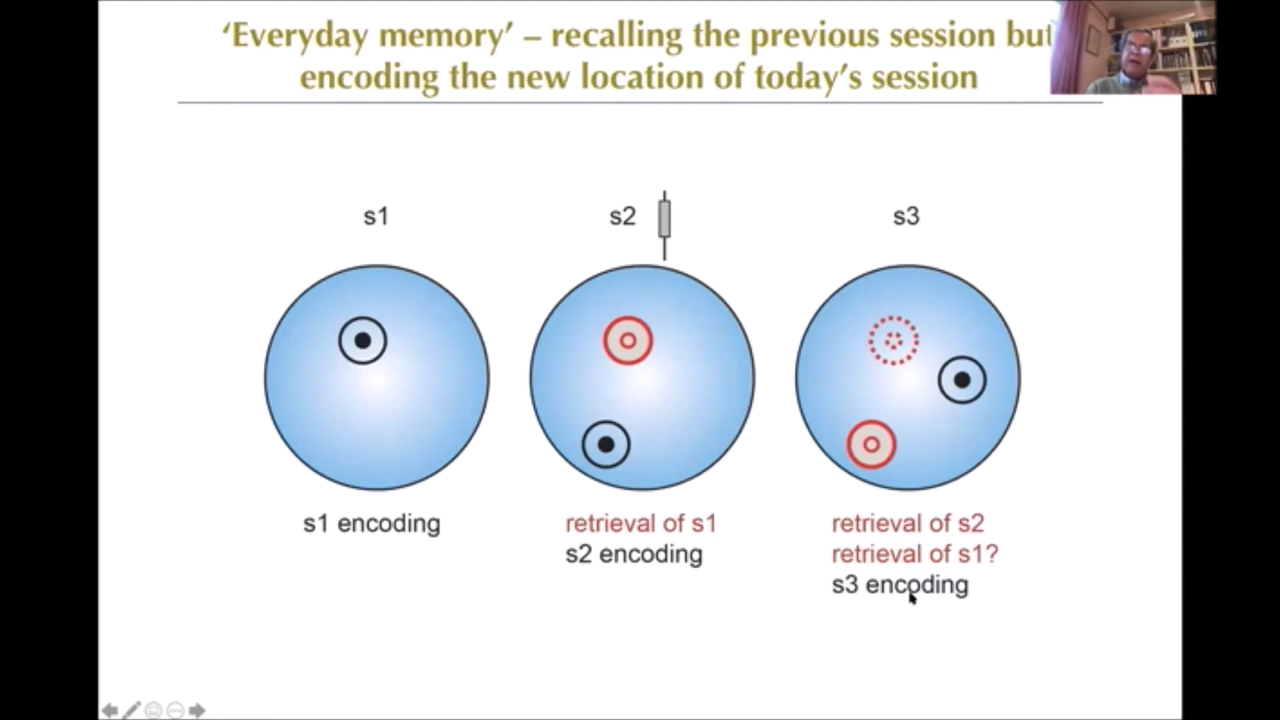 ‘Everyday memory’ – recalling the previous session but
encoding the new location of today’s session
s1
s2
s3
s1 encoding
retrieval of s1
s2 encoding
retrieval of s2
retrieval of s1?
s3 encoding